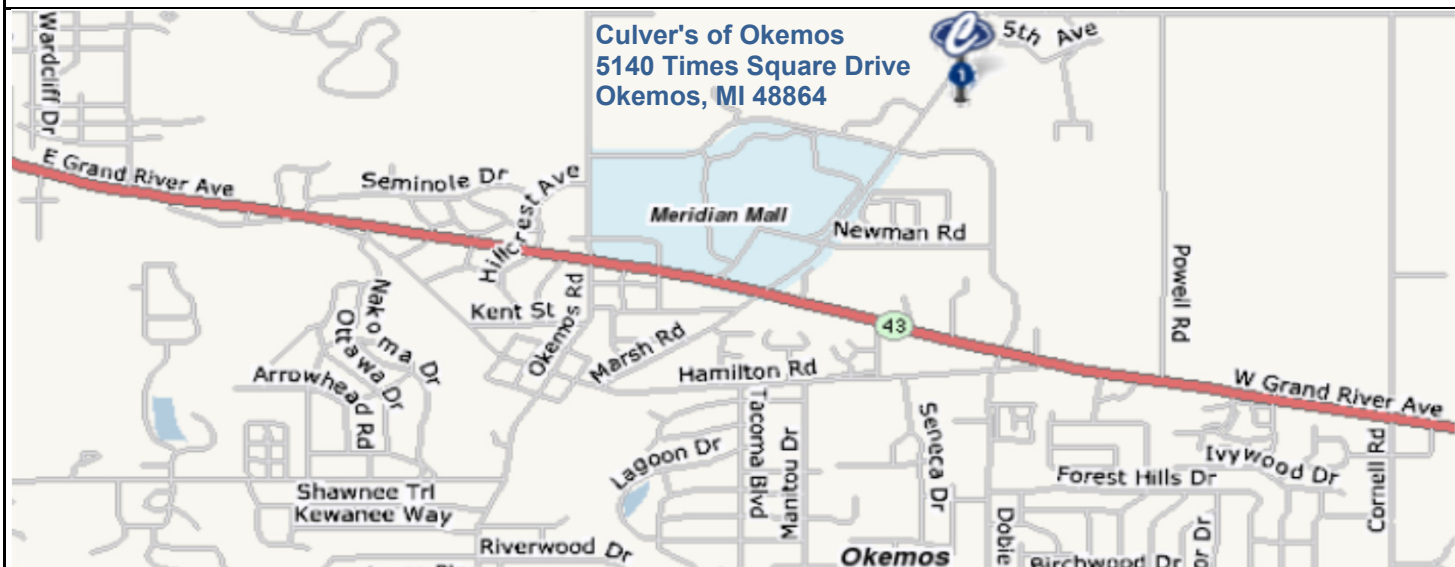 Culver's of Okemos
5140 Times Square Drive
Okemos, MI 48864
5th Ave
1
Wardcliff Dr
E Grand River Ave
Seminole Dr
Hillcrest Ave
Meridian Mall
Newman Rd
Powell Rd
Nakoma Dr
Ottawa Dr
Kent St
Okemos Rd
Marsh Rd
43
Arrowhead Rd
Hamilton Rd
W Grand River Ave
Lagoon Dr
Tacoma Blvd
Manitou Dr
Seneca Dr
Ivywood Dr
Forest Hills Dr
Cornell Rd
Shawnee Trl
Kewanee Way
Dobie
Riverwood Dr
Okemos
Birchwood Dr
or Dr